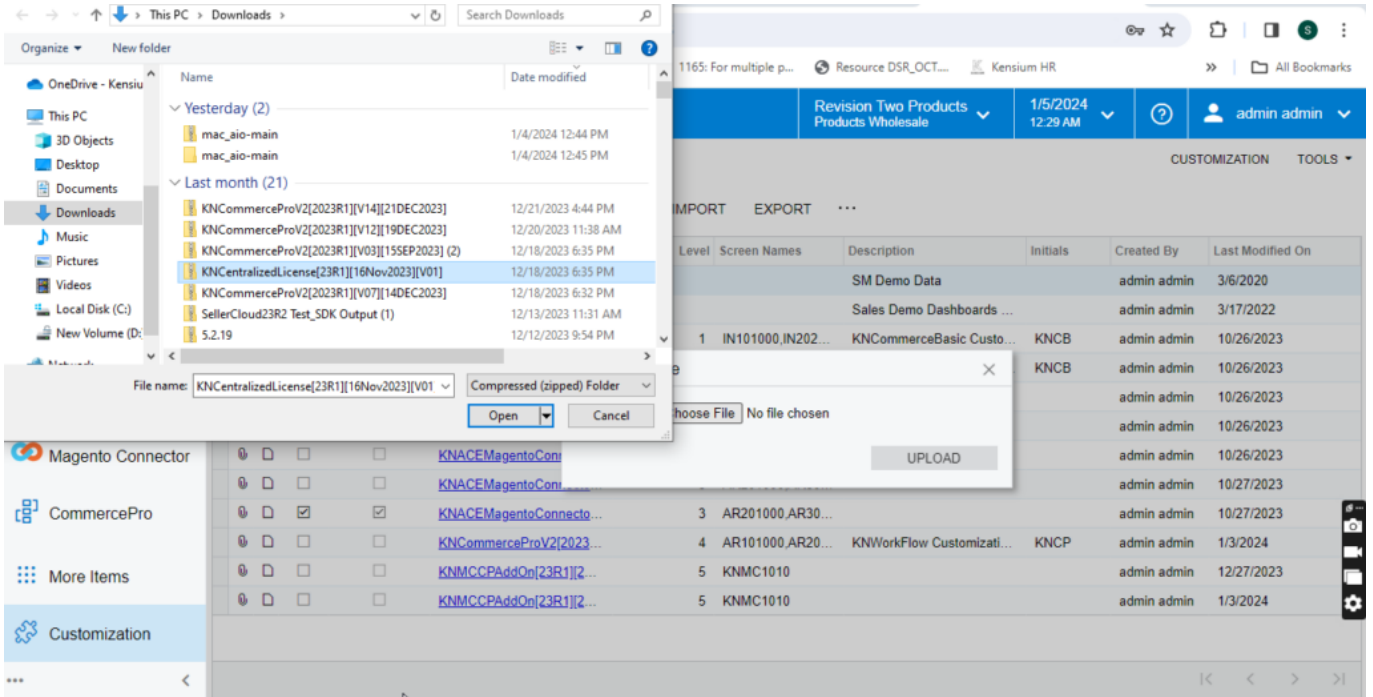 This PC > Downloads >
Search Downloads
Organize
New folder
OneDrive - Kensiu
This PC
3D Objects
Desktop
Documents
Downloads
Music
Pictures
Videos
Local Disk (C:)
New Volume (D:
Name Date modified
Yesterday (2)
mac_aio-main 1/4/2024 12:44 PM
mac_aio-main 1/4/2024 12:45 PM
Last month (21)
KNCommerceProV2[2023R1][V14][21DEC2023] 12/21/2023 4:44 PM
KNCommerceProV2[2023R1][V12][19DEC2023] 12/20/2023 11:38 AM
KNCommerceProV2[2023R1][V03][15SEP2023] (2) 12/18/2023 6:35 PM
KNCentralizedLicense[23R1][16Nov2023][V01] 12/18/2023 6:35 PM
KNCommerceProV2[2023R1][V07][14DEC2023] 12/18/2023 6:32 PM
SellerCloud23R2 Test_SDK Output (1) 12/13/2023 11:31 AM
5.2.19 12/12/2023 9:54 PM
File name: KNCentralizedLicense[23R1][16Nov2023][V01
Compressed (zipped) Folder
Open
Cancel
S
1165: For multiple p...
Resource DSR_OCT....
Kensium HR
»
All Bookmarks
Revision Two Products
Products Wholesale
1/5/2024
12:29 AM
?
admin admin
CUSTOMIZATION
TOOLS
IMPORT
EXPORT
...
Level Screen Names Description Initials Created By Last Modified On
SM Demo Data admin admin 3/6/2020
Sales Demo Dashboards ... admin admin 3/17/2022
1 IN101000,IN202... KNCommerceBasic Custo... KNCB admin admin 10/26/2023
KNCB admin admin 10/26/2023
admin admin 10/26/2023
admin admin 10/26/2023
hoose File No file chosen
UPLOAD
Magento Connector
CommercePro
More Items
Customization
KNACEMagentoCon admin admin 10/26/2023
KNACEMagentoCon admin admin 10/27/2023
KNACEMagentoConnecto... 3 AR201000,AR30... admin admin 10/27/2023
KNCommerceProV2[2023... 4 AR101000,AR20... KNWorkFlow Customizati... KNCP admin admin 1/3/2024
KNMCCPAddOn[23R1][2... 5 KNMC1010 admin admin 12/27/2023
KNMCCPAddOn[23R1][2... 5 KNMC1010 admin admin 1/3/2024